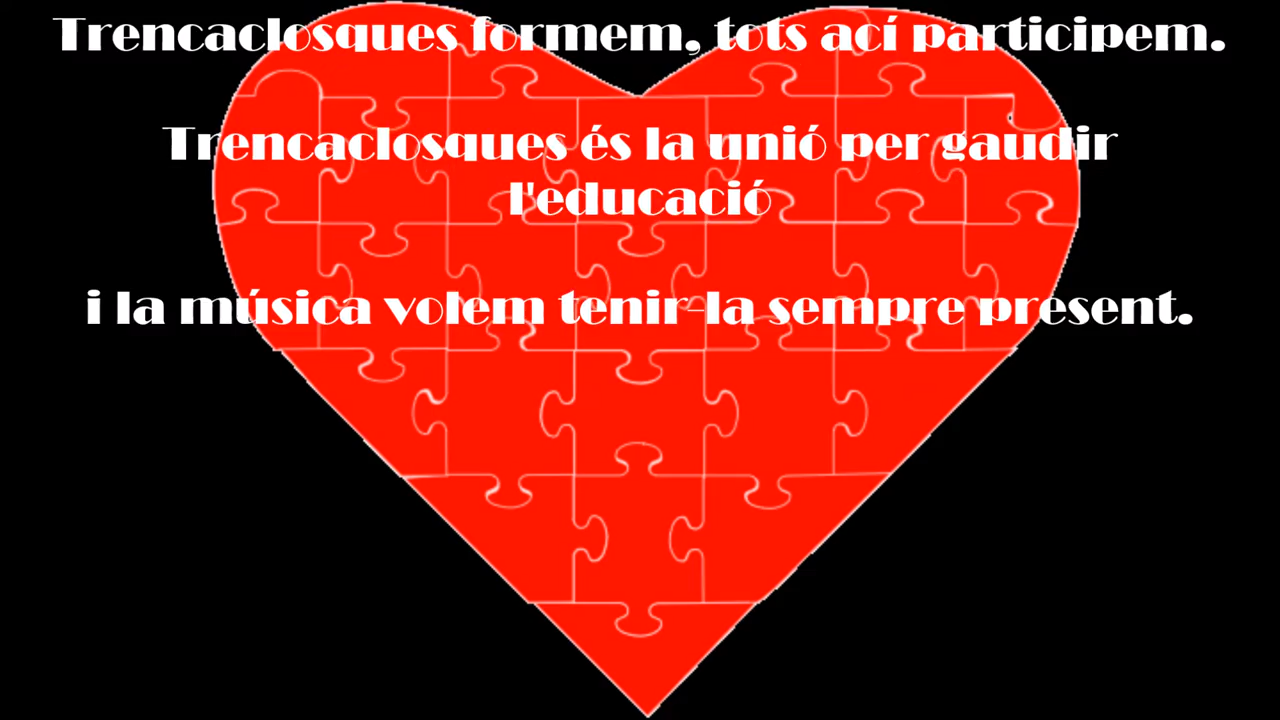 Trencaclosques formem, tots ací participem.
Trencaclosques és la unió per gaudir
l'educació
i la música volem tenir-la sempre present.